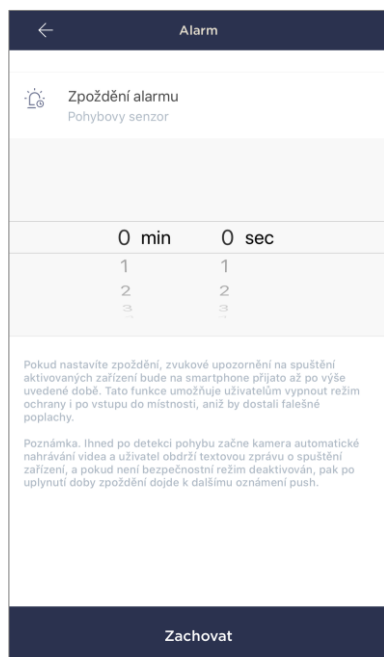 Alarm
Zpoždění alarmu
Pohybovy senzor
0 min 0 sec
1 1
2 2
3 3
Pokud nastavíte zpoždění, zvukové upozornění na spuštění
aktivovaných zařízení bude na smartphone přijato až po výše
uvedené době. Tato funkce umožňuje uživatelům vypnout režim
ochrany i po vstupu do místnosti, aniž by dostali falešné
poplachy.
Poznámka. Ihned po detekci pohybu začne kamera automatické
nahrávání videa a uživatel obdrží textovou zprávu o spuštění
zařízení, a pokud není bezpečnostní režim deaktivován, pak po
uplynutí doby zpoždění dojde k dalšímu oznámení push.
Zachovat